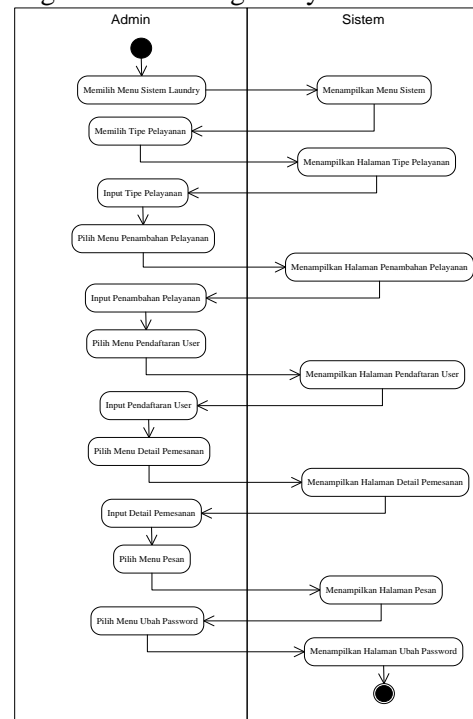 Admin
Sistem
Memilih Menu Sistem Laundry
Menampilkan Menu Sistem
Memilih Tipe Pelayanan
Menampilkan Halaman Tipe Pelayanan
Input Tipe Pelayanan
Pilih Menu Penambahan Pelayanan
Menampilkan Halaman Penambahan Pelayanan
Input Penambahan Pelayanan
Pilih Menu Pendaftaran User
Menampilkan Halaman Pendaftaran User
Input Pendaftaran User
Pilih Menu Detail Pemesanan
Menampilkan Halaman Detail Pemesanan
Input Detail Pemesanan
Pilih Menu Pesan
Menampilkan Halaman Pesan
Pilih Menu Ubah Password
Menampilkan Halaman Ubah Password